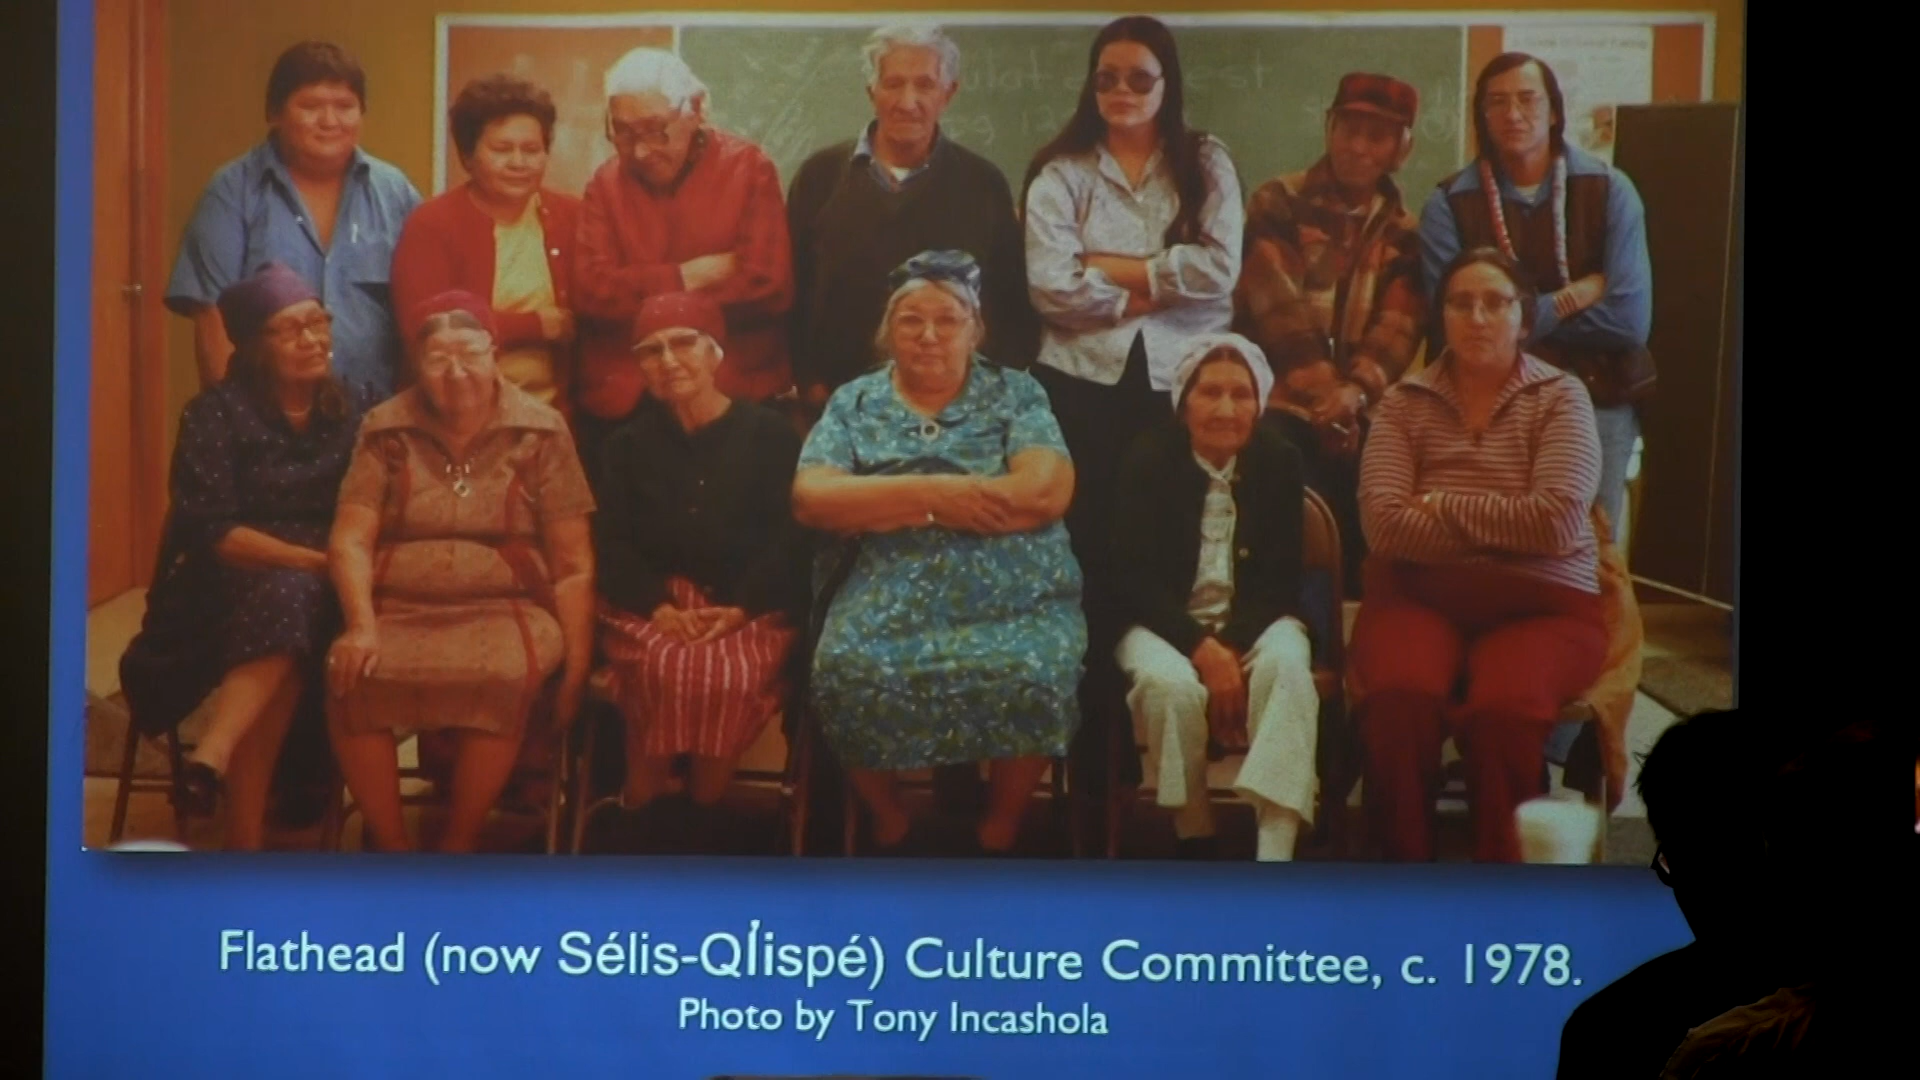 Flathead (now Sélis-Ql̓ispé) Culture Committee, c. 1978.
Photo by Tony Incashola